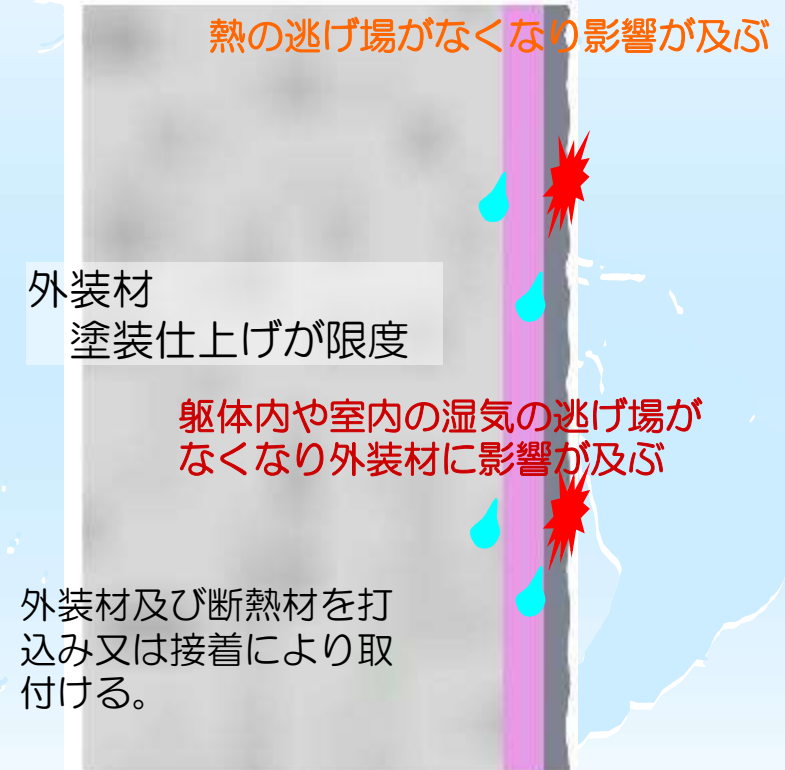 熱の逃げ場がなくなり影響が及ぶ
外装材
塗装仕上げが限度
躯体内や室内の湿気の逃げ場が
なくなり外装材に影響が及ぶ
外装材及び断熱材を打
込み又は接着により取
付ける。